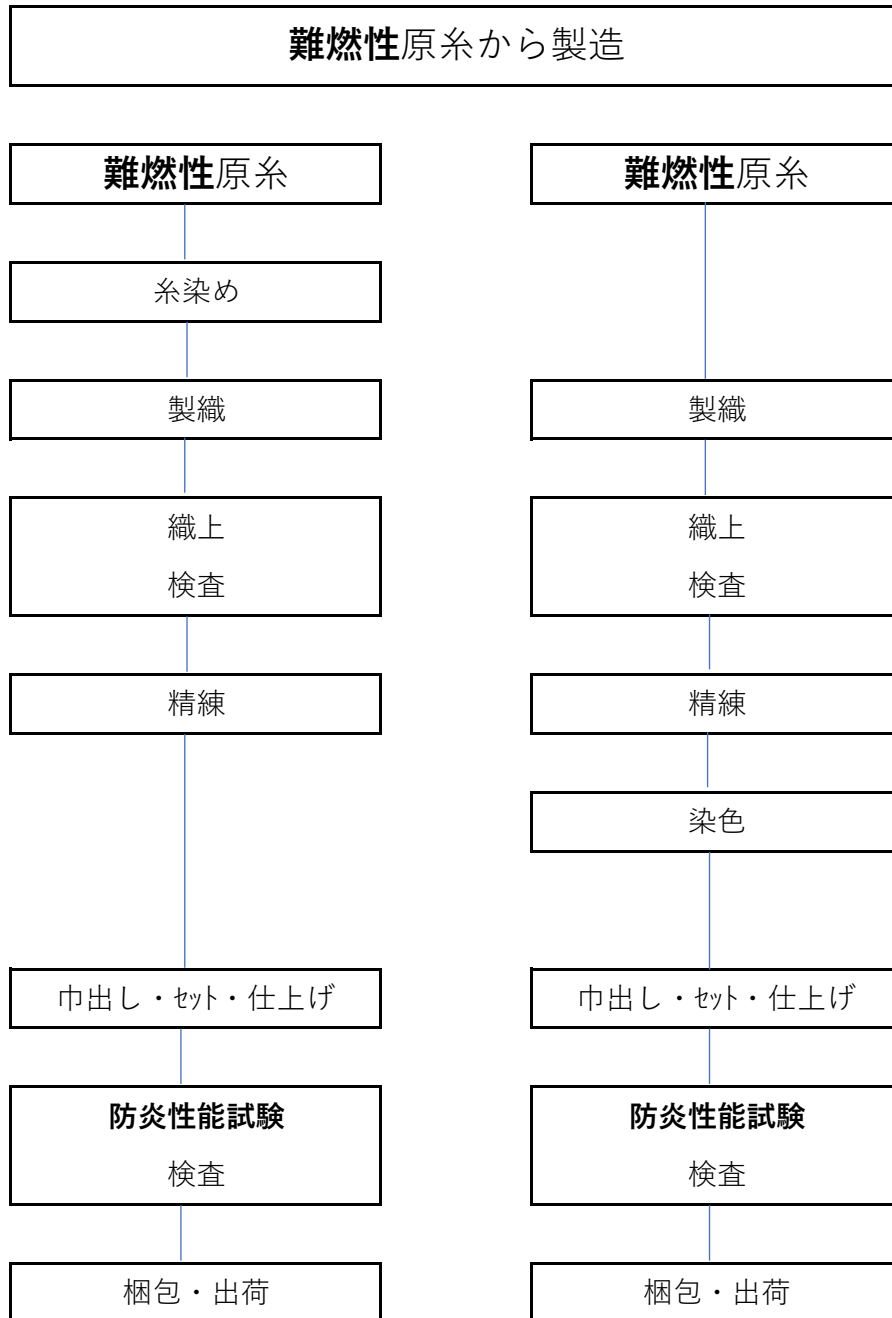 難燃性原糸から製造
難燃性原糸
糸染め
製織
織上
検査
精練
巾出し・ｾｯﾄ・仕上げ
防炎性能試験
検査
梱包・出荷
難燃性原糸
製織
織上
検査
精練
染色
巾出し・ｾｯﾄ・仕上げ
防炎性能試験
検査
梱包・出荷